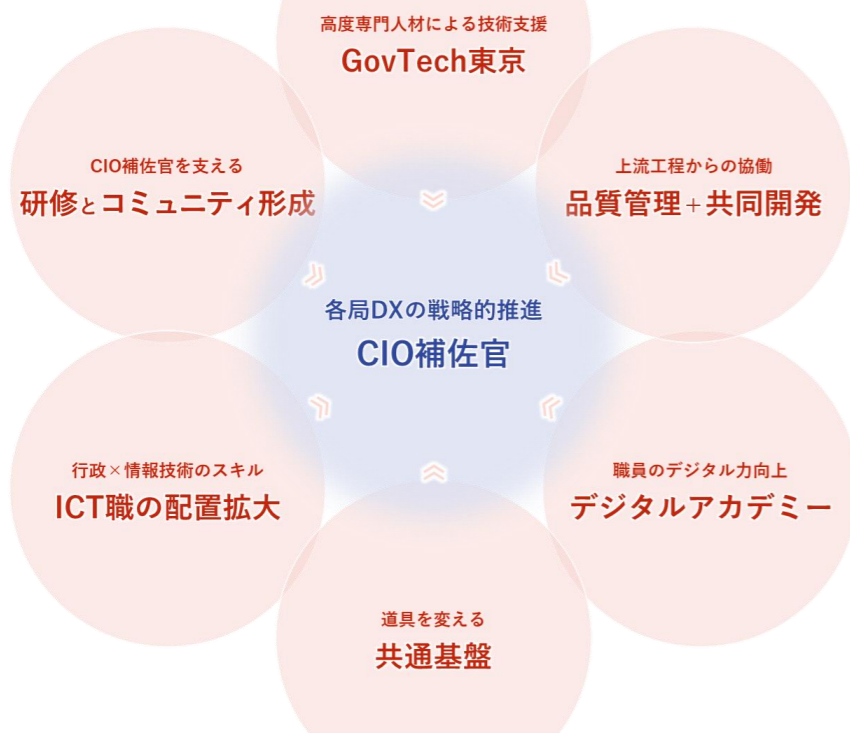 高度専門人材による技術支援
GovTech東京
CIO補佐官を支える
研修とコミュニティ形成
上流工程からの協働
品質管理+共同開発
各局DXの戦略的推進
CIO補佐官
行政×情報技術のスキル
ICT職の配置拡大
職員のデジタル力向上
デジタルアカデミー
道具を変える
共通基盤